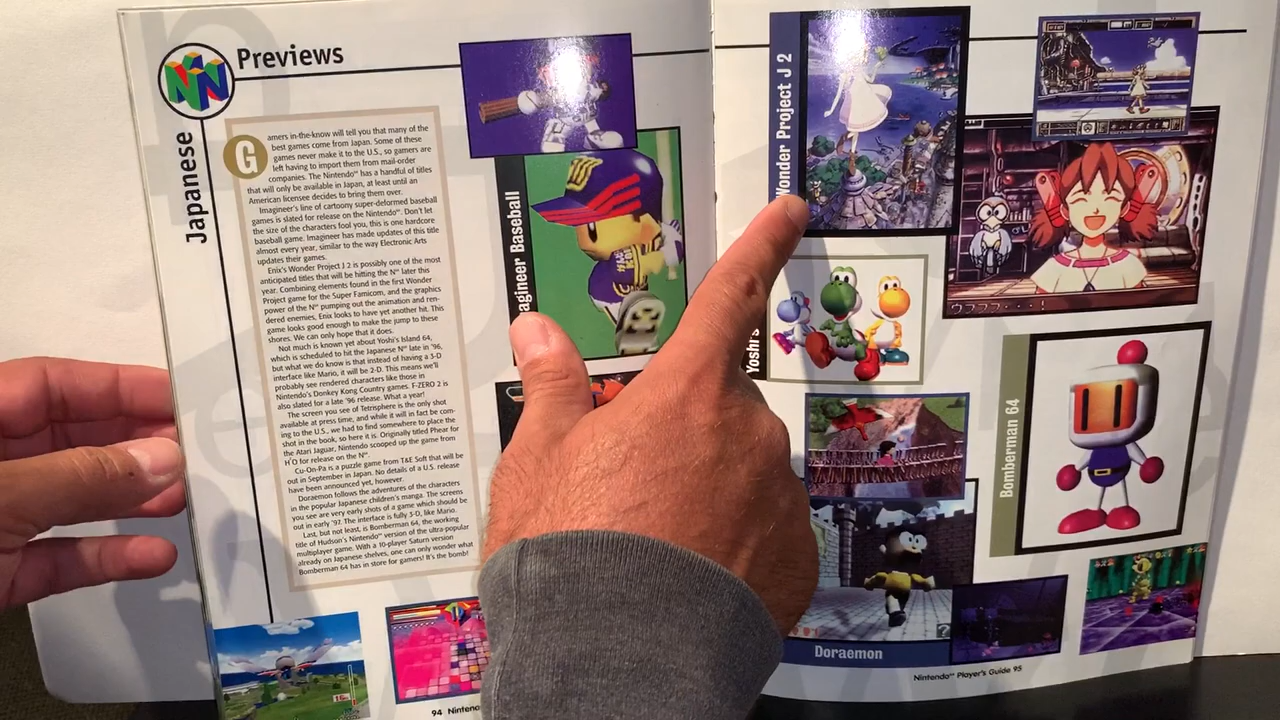 Previews
Japanese
Gamers in-the-know will tell you that many of the
best games come from Japan. Some of these
games never make it to the U.S., so gamers are
left having to import them from mail-order
companies. The Nintendo⁶⁴ has a handful of titles
that will only be available in Japan, at least until an
American licensee decides to bring them over.
Imagineer's line of cartoony super-deformed baseball
games is slated for release on the Nintendo⁶⁴. Don't let
the size of the characters fool you, this is one hardcore
baseball game. Imagineer has made updates of this title
almost every year, similar to the way Electronic Arts
updates their games.
Enix's Wonder Project J 2 is possibly one of the most
anticipated titles that will be hitting the N⁶⁴ later this
year. Combining elements found in the first Wonder
Project game for the Super Famicom, and the graphics
power of the N⁶⁴ pumping out the animation and ren-
dered enemies, Enix looks to have yet another hit. This
game looks good enough to make the jump to these
shores. We can only hope that it does.
Not much is known yet about Yoshi's Island 64,
which is scheduled to hit the Japanese N⁶⁴ late in '96,
but what we do know is that instead of having a 3-D
interface like Mario, it will be 2-D. This means we'll
probably see rendered characters like those in
Nintendo's Donkey Kong Country games. F-ZERO 2 is
also slated for a late '96 release. What a year!
The screen you see of Tetrisphere is the only shot
available at press time, and while it will in fact be com-
ing to the U.S., we had to find somewhere to place the
shot in the book, so here it is. Originally titled Phear for
the Atari Jaguar, Nintendo scooped up the game from
H²O for release on the N⁶⁴.
Cu-On-Pa is a puzzle game from T&E Soft that will be
out in September in Japan. No details of a U.S. release
have been announced yet, however.
Doraemon follows the adventures of the characters
in the popular Japanese children's manga. The screens
you see are very early shots of a game which should be
out in early '97. The interface is fully 3-D, like Mario.
Last, but not least, is Bomberman 64, the working
title of Hudson's Nintendo⁶⁴ version of the ultra-popular
multiplayer game. With a 10-player Saturn version
already on Japanese shelves, one can only wonder what
Bomberman 64 has in store for gamers! It's the bomb!
agineer Baseball
94 Ninteno
Wonder Project J 2
ウフフフ・・・!
Yoshi's
Bomberman 64
Doraemon
Nintendo⁶⁴ Player's Guide 95